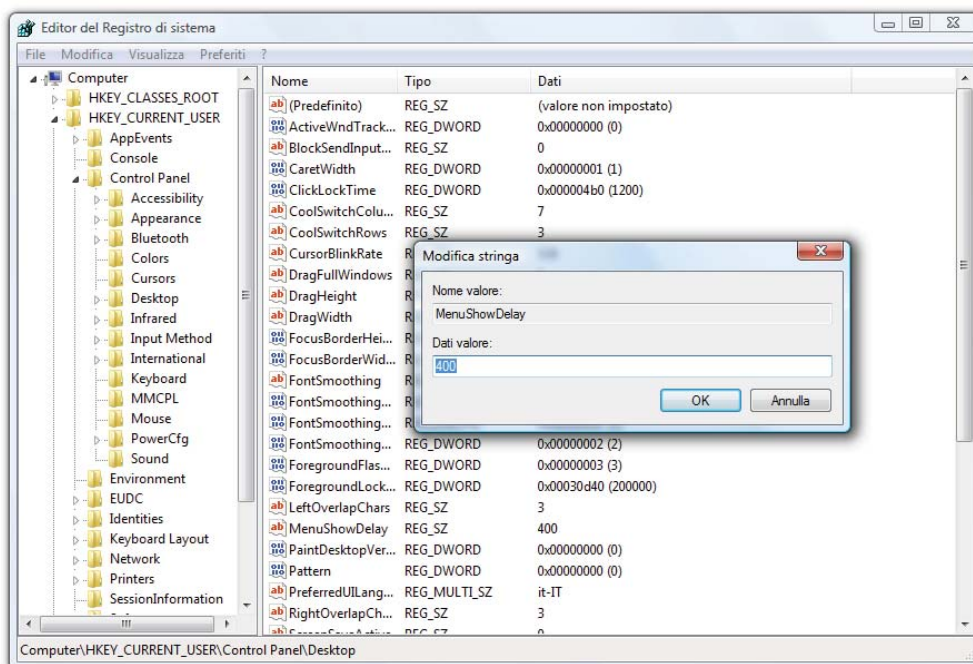 Editor del Registro di sistema
File Modifica Visualizza Preferiti ?
Computer
HKEY_CLASSES_ROOT
HKEY_CURRENT_USER
AppEvents
Console
Control Panel
Accessibility
Appearance
Bluetooth
Colors
Cursors
Desktop
Infrared
Input Method
International
Keyboard
MMCPL
Mouse
PowerCfg
Sound
Environment
EUDC
Identities
Keyboard Layout
Network
Printers
SessionInformation
Nome Tipo Dati
(Predefinito) REG_SZ (valore non impostato)
ActiveWndTrack... REG_DWORD 0x00000000 (0)
BlockSendInput... REG_SZ 0
CaretWidth REG_DWORD 0x00000001 (1)
ClickLockTime REG_DWORD 0x000004b0 (1200)
CoolSwitchColu... REG_SZ 7
CoolSwitchRows REG_SZ 3
CursorBlinkRate R
DragFullWindows R
DragHeight R
DragWidth R
FocusBorderHei... R
FocusBorderWid... R
FontSmoothing R
FontSmoothing... R
FontSmoothing... R
FontSmoothing... REG_DWORD 0x00000002 (2)
ForegroundFlas... REG_DWORD 0x00000003 (3)
ForegroundLock... REG_DWORD 0x00030d40 (200000)
LeftOverlapChars REG_SZ 3
MenuShowDelay REG_SZ 400
PaintDesktopVer... REG_DWORD 0x00000000 (0)
Pattern REG_DWORD 0x00000000 (0)
PreferredUILang... REG_MULTI_SZ it-IT
RightOverlapCh... REG_SZ 3
Modifica stringa
Nome valore:
MenuShowDelay
Dati valore:
400
OK Annulla
Computer\HKEY_CURRENT_USER\Control Panel\Desktop